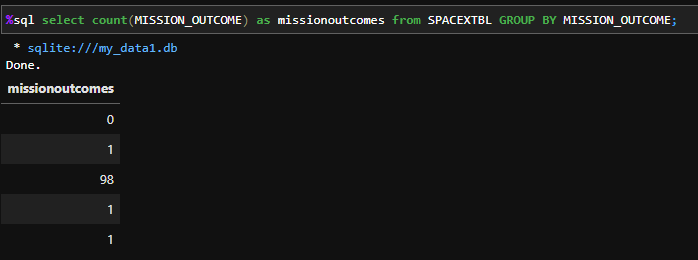 %sql select count(MISSION_OUTCOME) as missionoutcomes from SPACEXTBL GROUP BY MISSION_OUTCOME;
* sqlite:///my_data1.db
Done.
missionoutcomes
0
1
98
1
1